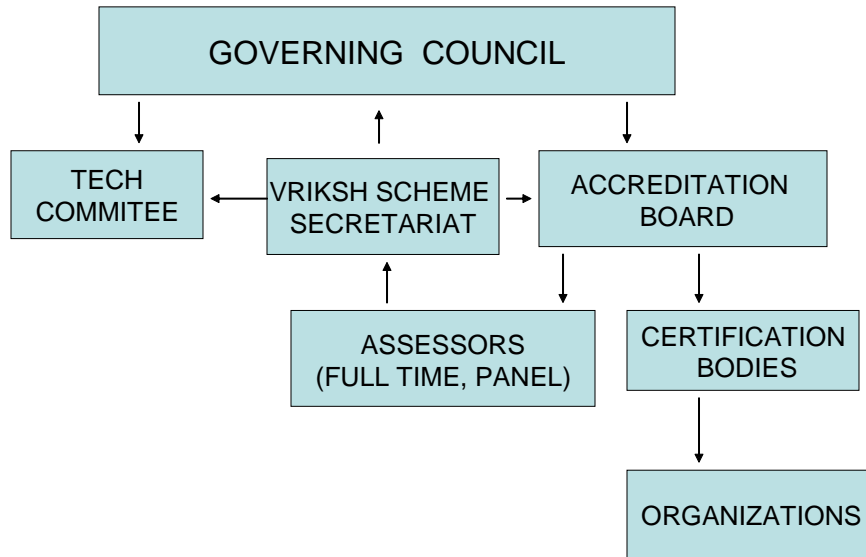 GOVERNING COUNCIL
TECH
COMMITEE
VRIKSH SCHEME
SECRETARIAT
ACCREDITATION
BOARD
ASSESSORS
(FULL TIME, PANEL)
CERTIFICATION
BODIES
ORGANIZATIONS